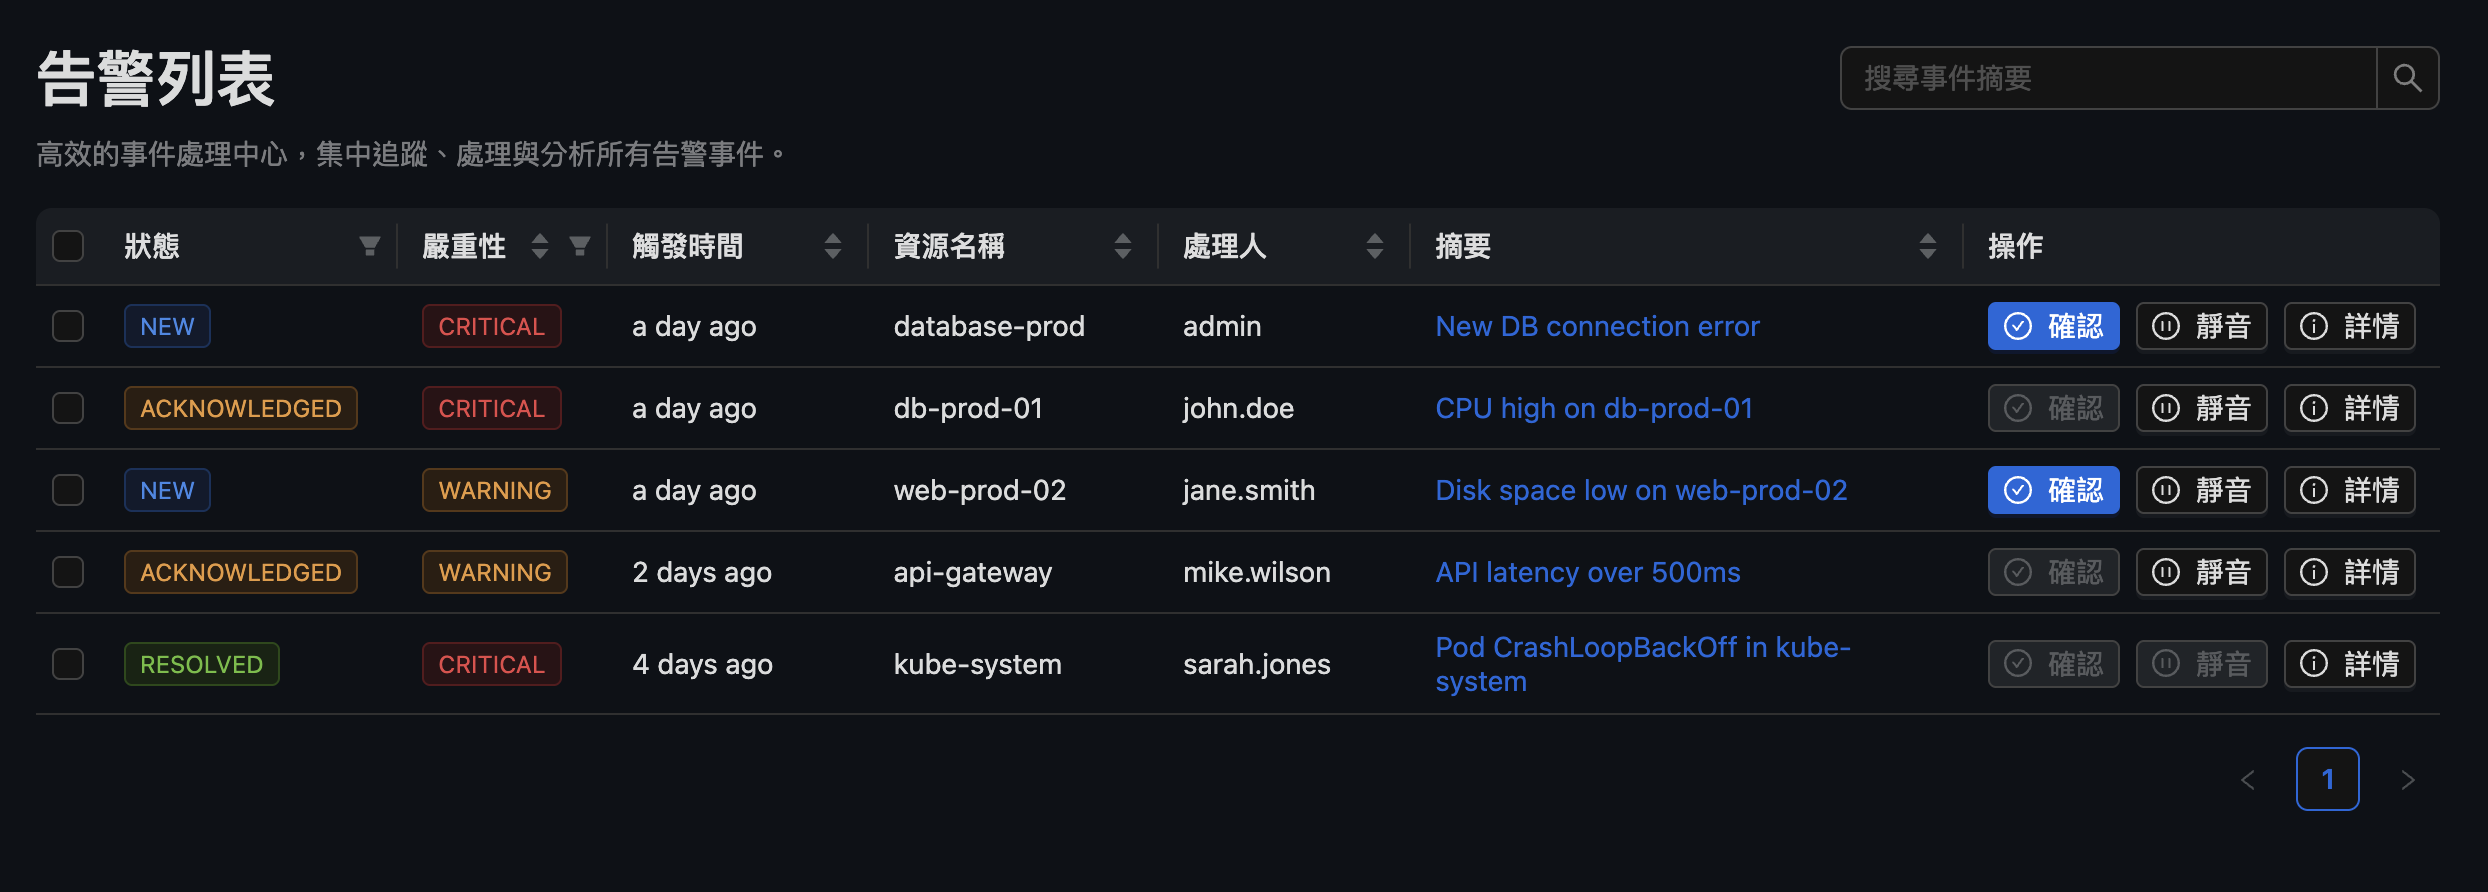 告警列表
搜尋事件摘要
高效的事件處理中心，集中追蹤、處理與分析所有告警事件。
狀態 嚴重性 觸發時間 資源名稱 處理人 摘要 操作
NEW CRITICAL a day ago database-prod admin New DB connection error 確認 靜音 詳情
ACKNOWLEDGED CRITICAL a day ago db-prod-01 john.doe CPU high on db-prod-01 確認 靜音 詳情
NEW WARNING a day ago web-prod-02 jane.smith Disk space low on web-prod-02 確認 靜音 詳情
ACKNOWLEDGED WARNING 2 days ago api-gateway mike.wilson API latency over 500ms 確認 靜音 詳情
RESOLVED CRITICAL 4 days ago kube-system sarah.jones Pod CrashLoopBackOff in kube-
system 確認 靜音 詳情
1